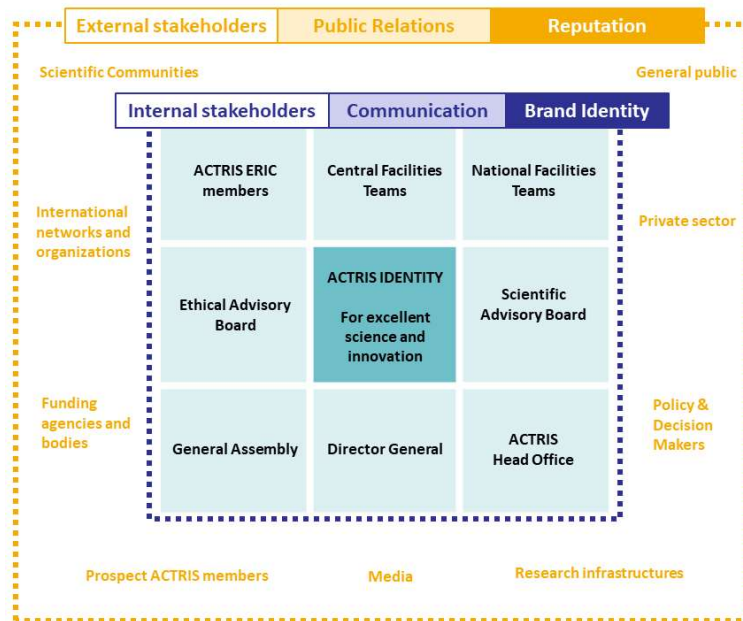 External stakeholders Public Relations Reputation
Scientific Communities General public
Internal stakeholders Communication Brand Identity
ACTRIS ERIC
members
Central Facilities
Teams
National Facilities
Teams
International
networks and
organizations
Private sector
Ethical Advisory
Board
ACTRIS IDENTITY
For excellent
science and
innovation
Scientific
Advisory Board
Funding
agencies and
bodies
General Assembly
Director General
ACTRIS
Head Office
Policy &
Decision
Makers
Prospect ACTRIS members
Media
Research infrastructures